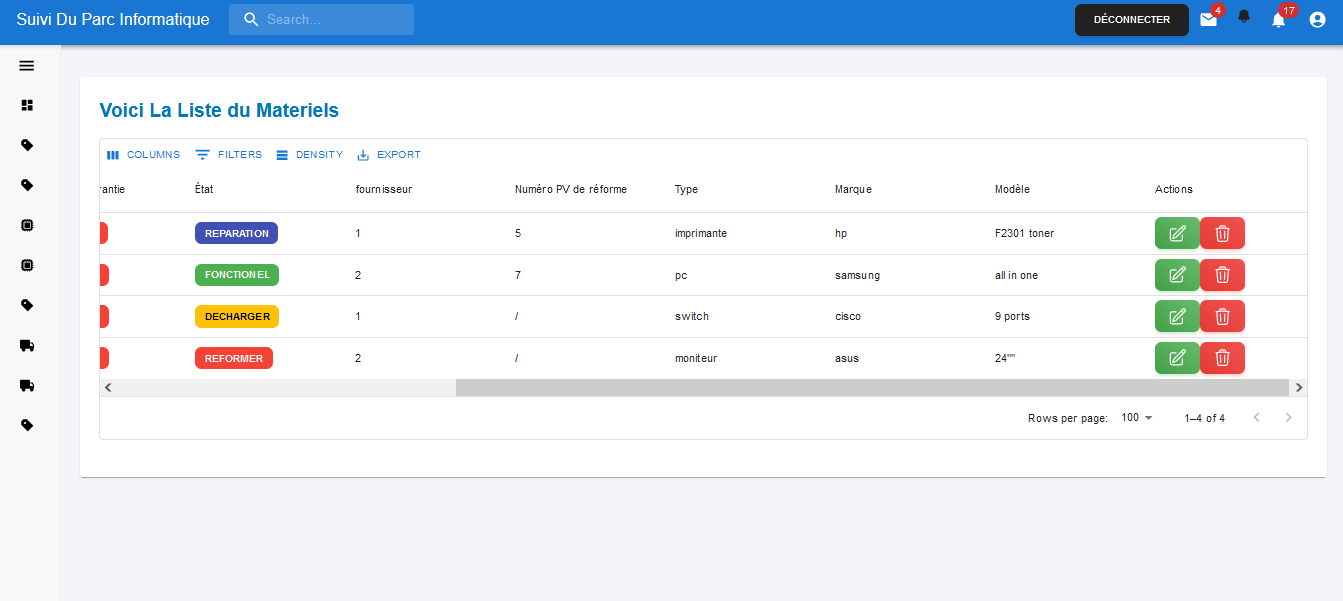 Suivi Du Parc Informatique Search... DÉCONNECTER 4 17
Voici La Liste du Materiels
COLUMNS FILTERS DENSITY EXPORT
rantie État fournisseur Numéro PV de réforme Type Marque Modèle Actions
REPARATION 1 5 imprimante hp F2301 toner
FONCTIONEL 2 7 pc samsung all in one
DECHARGER 1 / switch cisco 9 ports
REFORMER 2 / moniteur asus 24""
Rows per page: 100 1–4 of 4